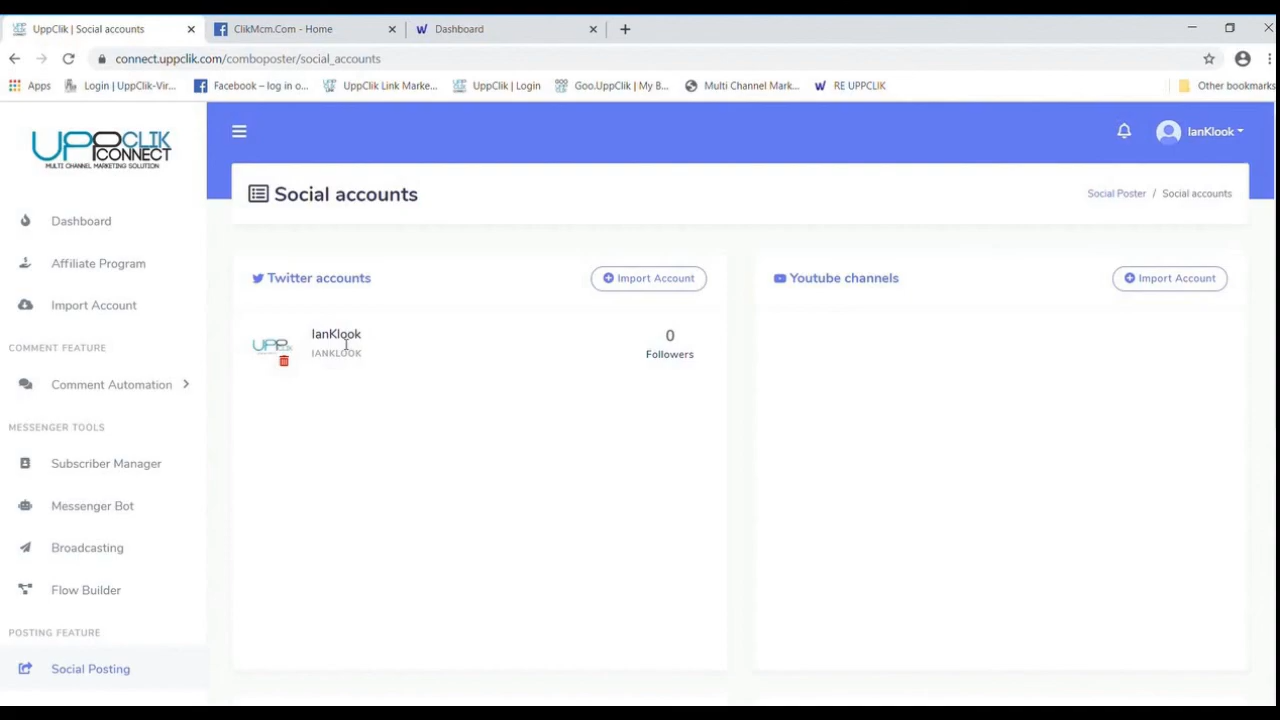 UppClik | Social accounts
ClikMcm.Com - Home
Dashboard
connect.uppclik.com/comboposter/social_accounts
Apps
Login | UppClik-Vir...
Facebook – log in o...
UppClik Link Marke...
UppClik | Login
Goo.UppClik | My B...
Multi Channel Mark...
RE UPPCLIK
Other bookmarks
UPPCLIK
CONNECT
MULTI CHANNEL MARKETING SOLUTION
IanKlook
Social accounts
Social Poster / Social accounts
Dashboard
Affiliate Program
Import Account
COMMENT FEATURE
Comment Automation
MESSENGER TOOLS
Subscriber Manager
Messenger Bot
Broadcasting
Flow Builder
POSTING FEATURE
Social Posting
Twitter accounts
Import Account
IanKlook
IANKLOOK
0
Followers
Youtube channels
Import Account